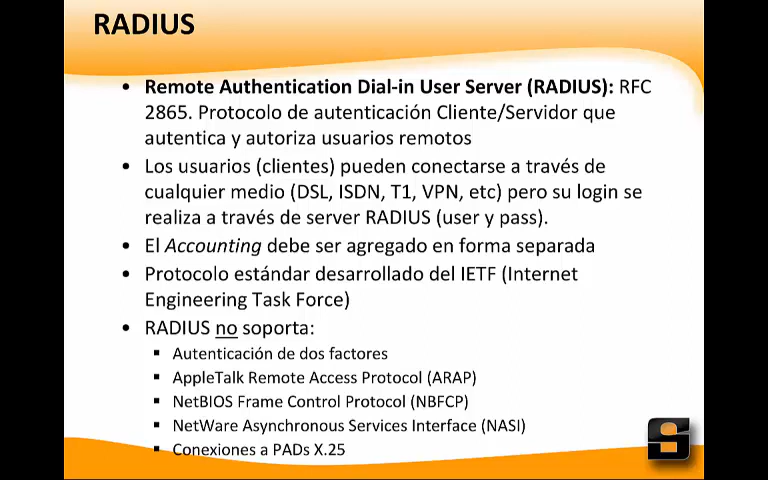 RADIUS
• Remote Authentication Dial-in User Server (RADIUS): RFC
2865. Protocolo de autenticación Cliente/Servidor que
autentica y autoriza usuarios remotos
• Los usuarios (clientes) pueden conectarse a través de
cualquier medio (DSL, ISDN, T1, VPN, etc) pero su login se
realiza a través de server RADIUS (user y pass).
• El Accounting debe ser agregado en forma separada
• Protocolo estándar desarrollado del IETF (Internet
Engineering Task Force)
• RADIUS no soporta:
▪ Autenticación de dos factores
▪ AppleTalk Remote Access Protocol (ARAP)
▪ NetBIOS Frame Control Protocol (NBFCP)
▪ NetWare Asynchronous Services Interface (NASI)
▪ Conexiones a PADs X.25